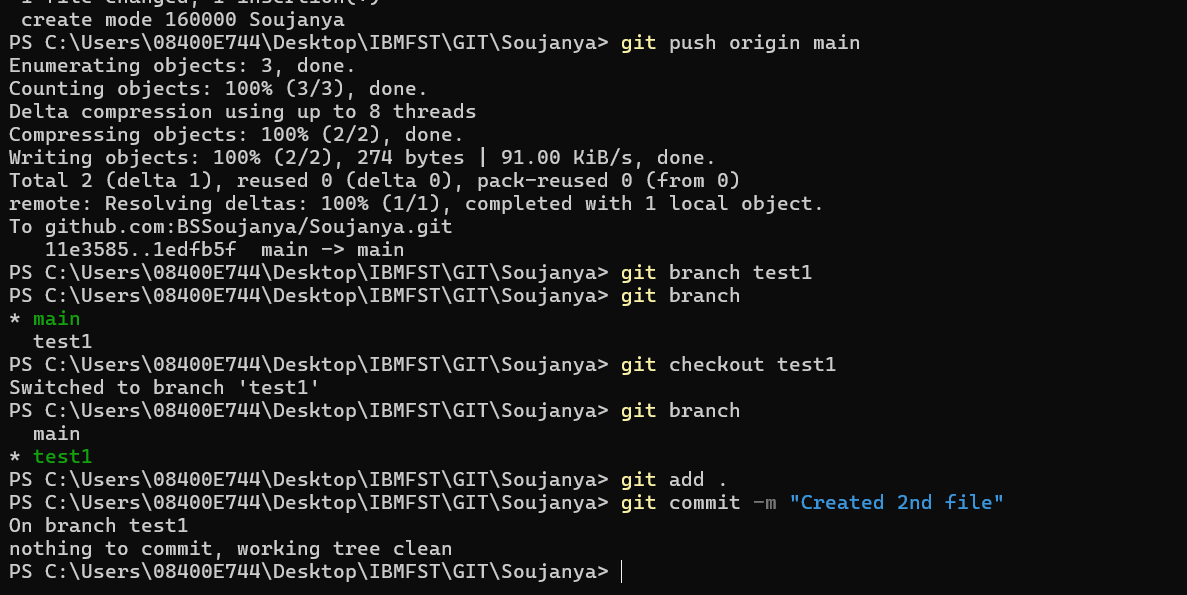 1 file changed, 1 insertion(+)
 create mode 160000 Soujanya
PS C:\Users\08400E744\Desktop\IBMFST\GIT\Soujanya> git push origin main
Enumerating objects: 3, done.
Counting objects: 100% (3/3), done.
Delta compression using up to 8 threads
Compressing objects: 100% (2/2), done.
Writing objects: 100% (2/2), 274 bytes | 91.00 KiB/s, done.
Total 2 (delta 1), reused 0 (delta 0), pack-reused 0 (from 0)
remote: Resolving deltas: 100% (1/1), completed with 1 local object.
To github.com:BSSoujanya/Soujanya.git
   11e3585..1edfb5f  main -> main
PS C:\Users\08400E744\Desktop\IBMFST\GIT\Soujanya> git branch test1
PS C:\Users\08400E744\Desktop\IBMFST\GIT\Soujanya> git branch
* main
  test1
PS C:\Users\08400E744\Desktop\IBMFST\GIT\Soujanya> git checkout test1
Switched to branch 'test1'
PS C:\Users\08400E744\Desktop\IBMFST\GIT\Soujanya> git branch
  main
* test1
PS C:\Users\08400E744\Desktop\IBMFST\GIT\Soujanya> git add .
PS C:\Users\08400E744\Desktop\IBMFST\GIT\Soujanya> git commit -m "Created 2nd file"
On branch test1
nothing to commit, working tree clean
PS C:\Users\08400E744\Desktop\IBMFST\GIT\Soujanya>